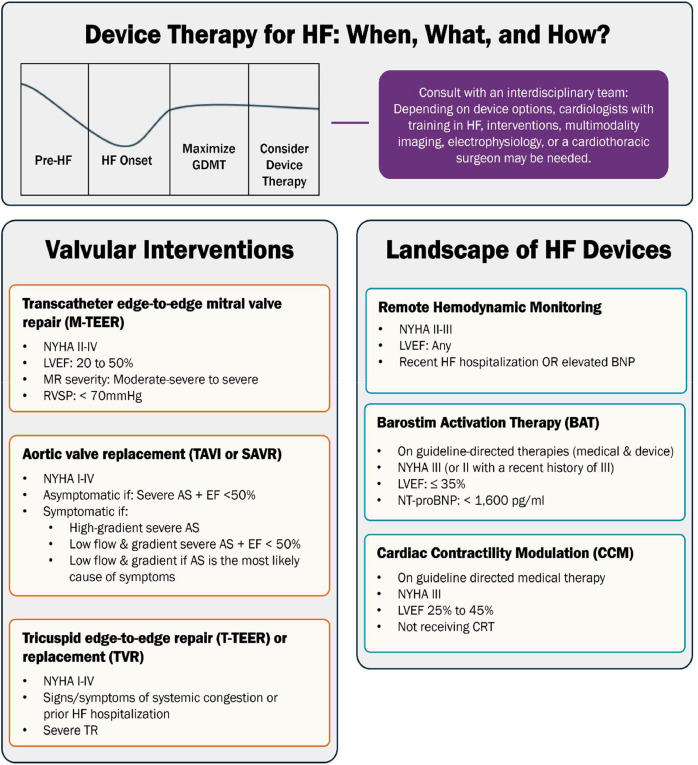 Device Therapy for HF: When, What, and How?
Pre-HF
HF Onset
Maximize
GDMT
Consider
Device
Therapy
Consult with an interdisciplinary team:
Depending on device options, cardiologists with
training in HF, interventions, multimodality
imaging, electrophysiology, or a cardiothoracic
surgeon may be needed.
Valvular Interventions
Transcatheter edge-to-edge mitral valve
repair (M-TEER)
• NYHA II-IV
• LVEF: 20 to 50%
• MR severity: Moderate-severe to severe
• RVSP: < 70mmHg
Aortic valve replacement (TAVI or SAVR)
• NYHA I-IV
• Asymptomatic if: Severe AS + EF <50%
• Symptomatic if:
• High-gradient severe AS
• Low flow & gradient severe AS + EF < 50%
• Low flow & gradient if AS is the most likely
cause of symptoms
Tricuspid edge-to-edge repair (T-TEER) or
replacement (TVR)
• NYHA I-IV
• Signs/symptoms of systemic congestion or
prior HF hospitalization
• Severe TR
Landscape of HF Devices
Remote Hemodynamic Monitoring
• NYHA II-III
• LVEF: Any
• Recent HF hospitalization OR elevated BNP
Barostim Activation Therapy (BAT)
• On guideline-directed therapies (medical & device)
• NYHA III (or II with a recent history of III)
• LVEF: ≤ 35%
• NT-proBNP: < 1,600 pg/ml
Cardiac Contractility Modulation (CCM)
• On guideline directed medical therapy
• NYHA III
• LVEF 25% to 45%
• Not receiving CRT